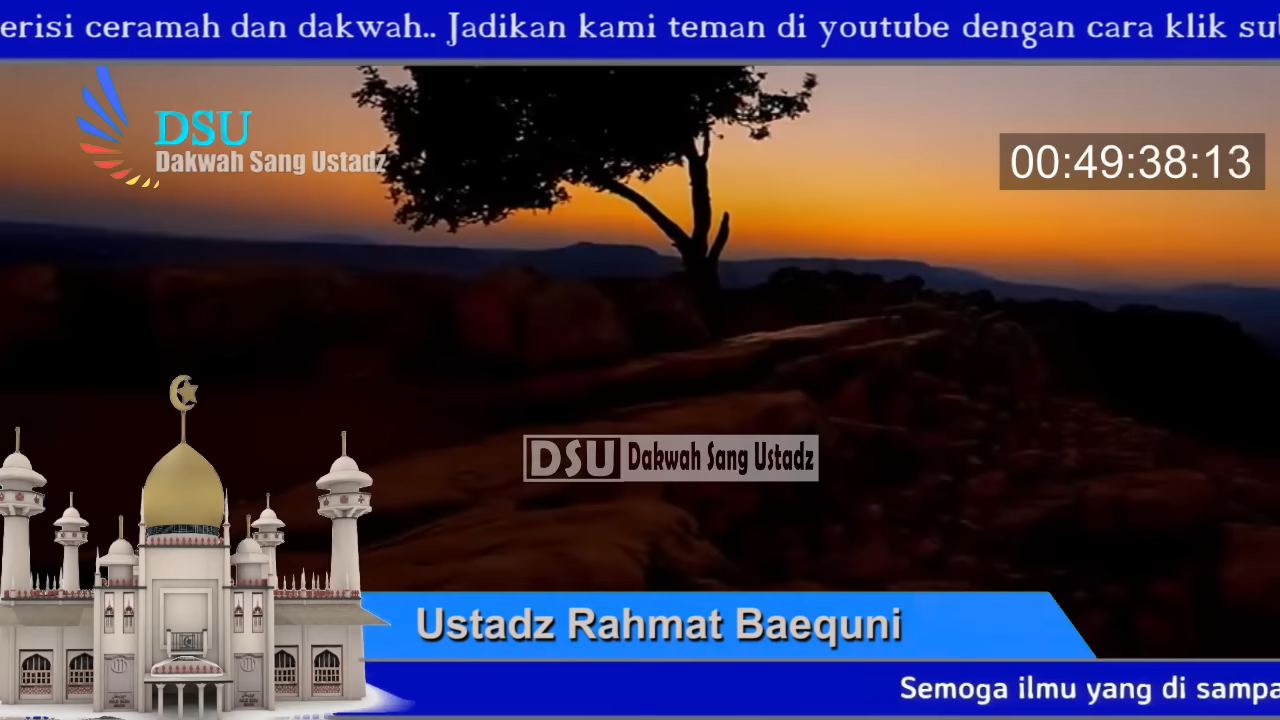 erisi ceramah dan dakwah.. Jadikan kami teman di youtube dengan cara klik su
DSU
Dakwah Sang Ustadz
00:49:38:13
DSU Dakwah Sang Ustadz
Ustadz Rahmat Baequni
Semoga ilmu yang di sampa